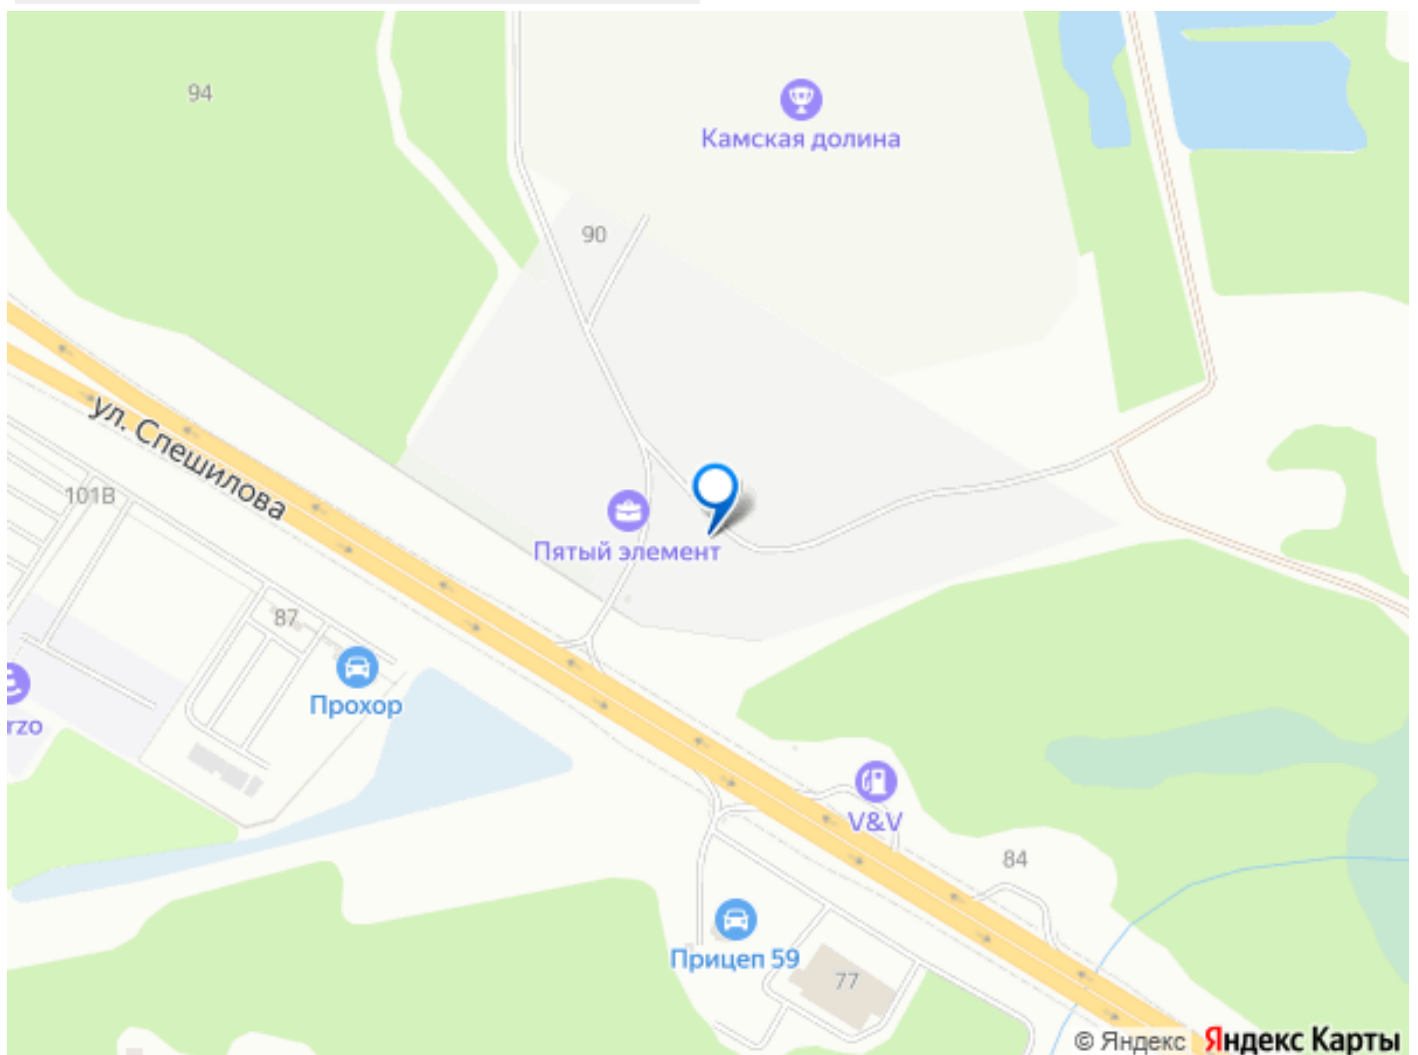 94
Камская долина
90
ул. Спешилова
101В
Пятый элемент
87
Прохор
rzo
V&V
84
Прицеп 59
77
© Яндекс Яндекс Карты